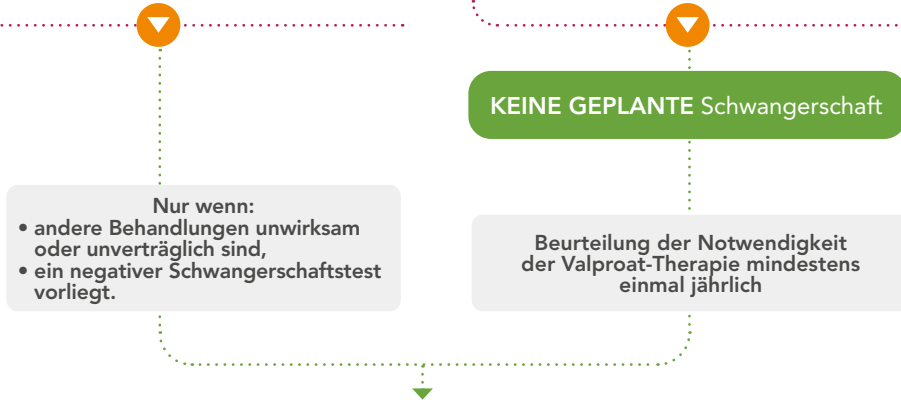 KEINE GEPLANTE Schwangerschaft
Nur wenn:
• andere Behandlungen unwirksam
oder unverträglich sind,
• ein negativer Schwangerschaftstest
vorliegt.
Beurteilung der Notwendigkeit
der Valproat-Therapie mindestens
einmal jährlich